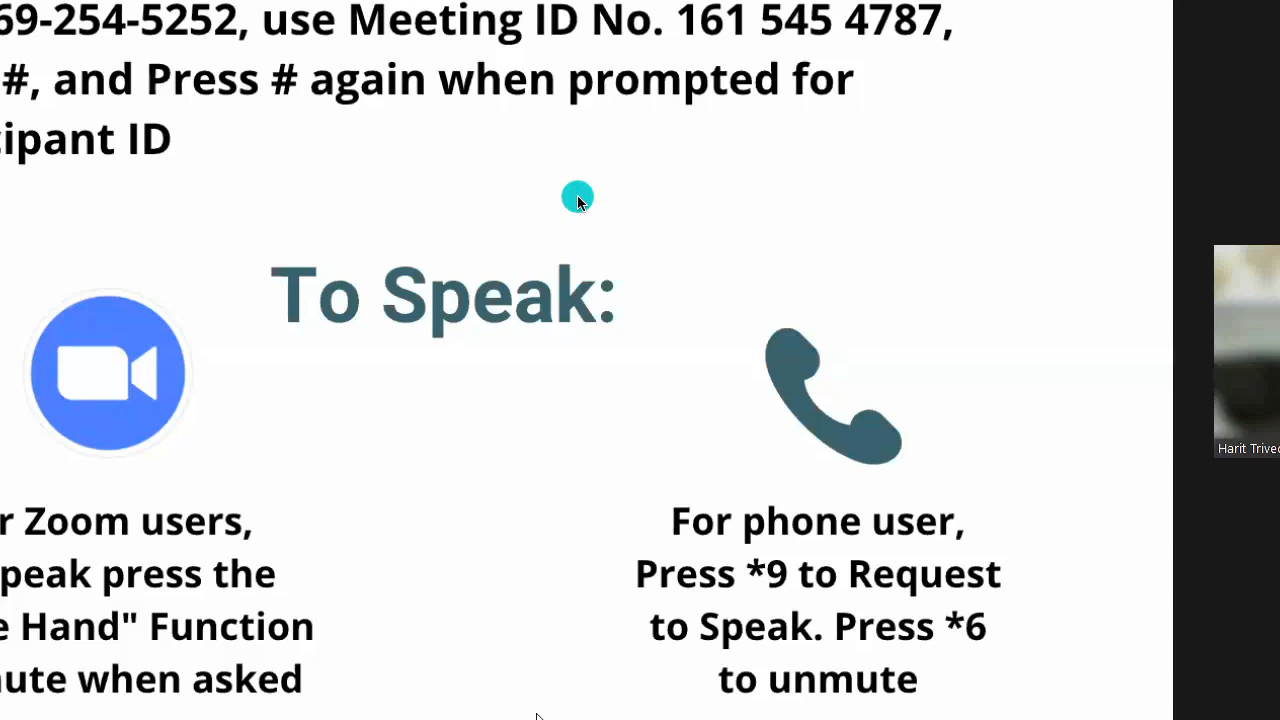 69-254-5252, use Meeting ID No. 161 545 4787,
#, and Press # again when prompted for
cipant ID
To Speak:
r Zoom users,
peak press the
e Hand" Function
ute when asked
For phone user,
Press *9 to Request
to Speak. Press *6
to unmute
Harit Trived